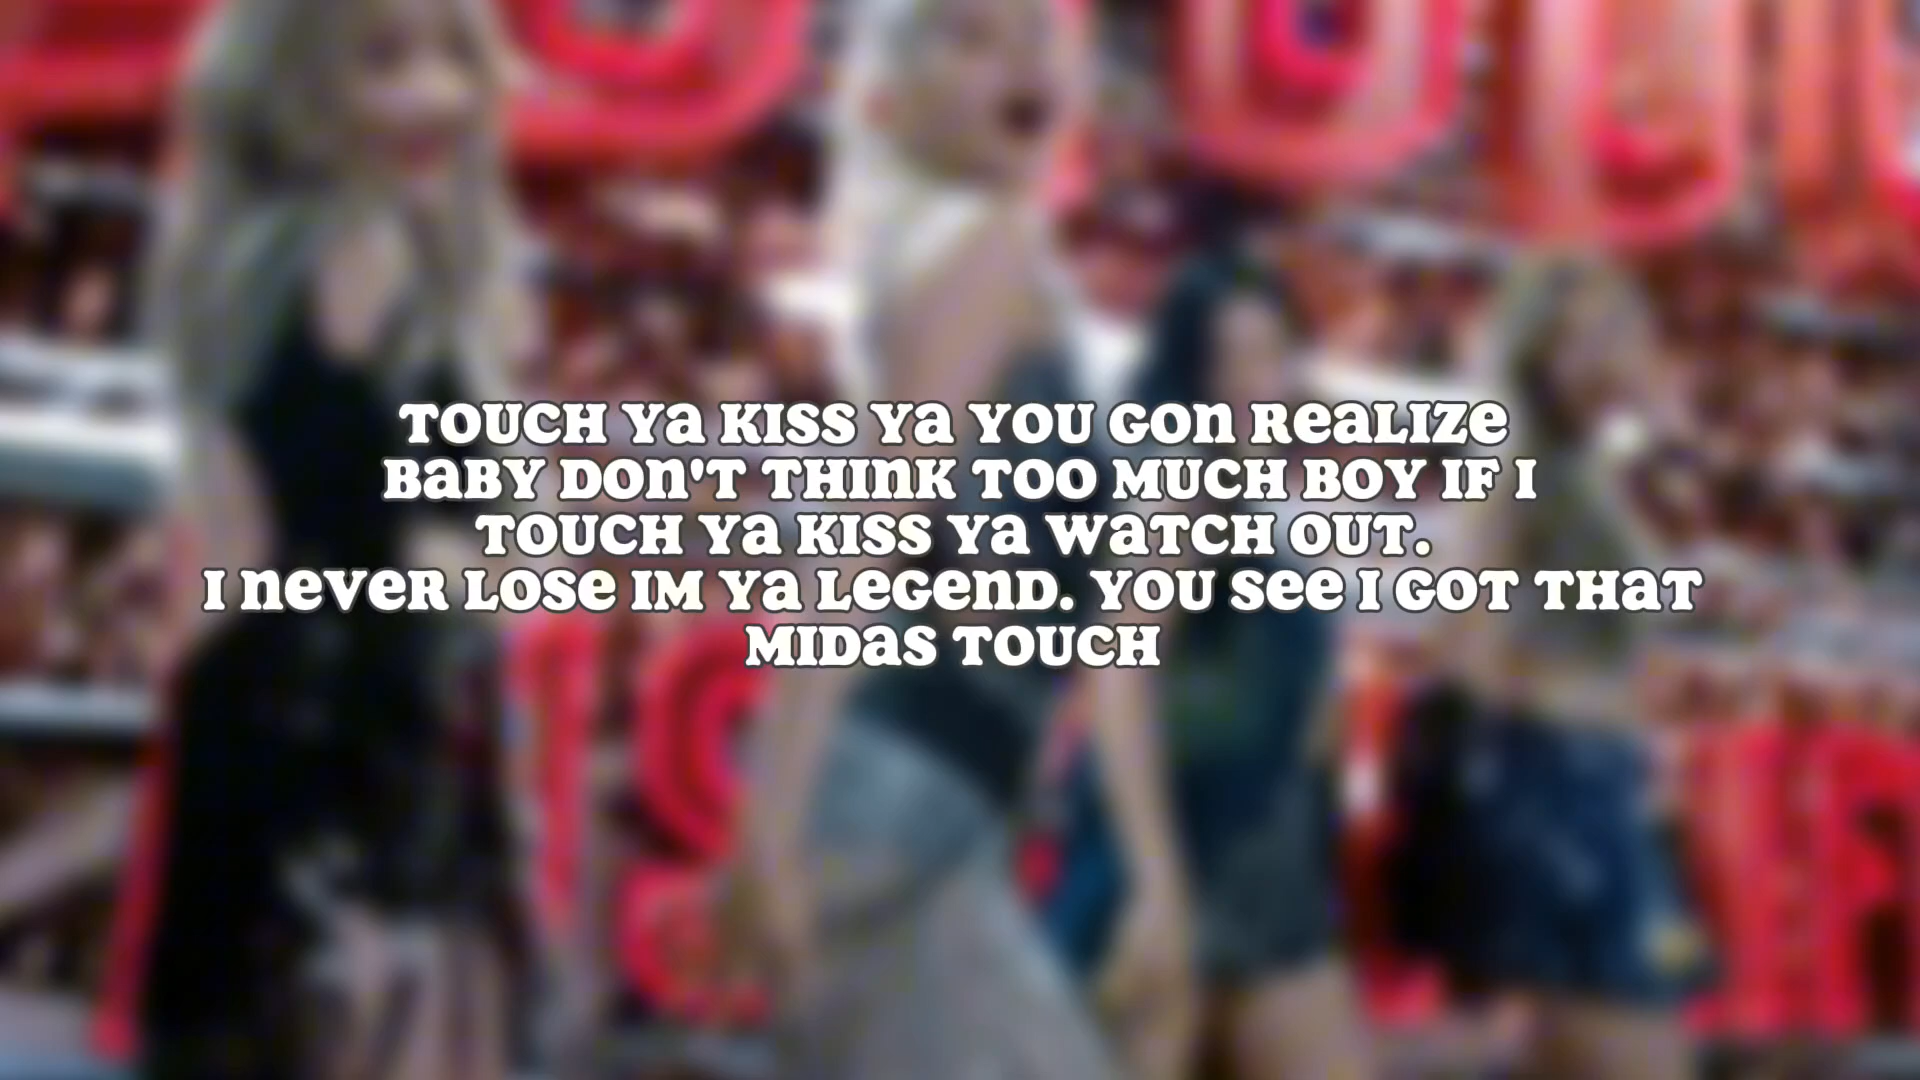 TOUCH Ya KISS Ya YOU GOn ReaLIZe
BaBY DOn'T THInK TOO MUCH BOY IF I
TOUCH Ya KISS Ya WaTCH OUT.
I neveR LOSe IM Ya LeGenD. YOU See I GOT THaT
MIDaS TOUCH